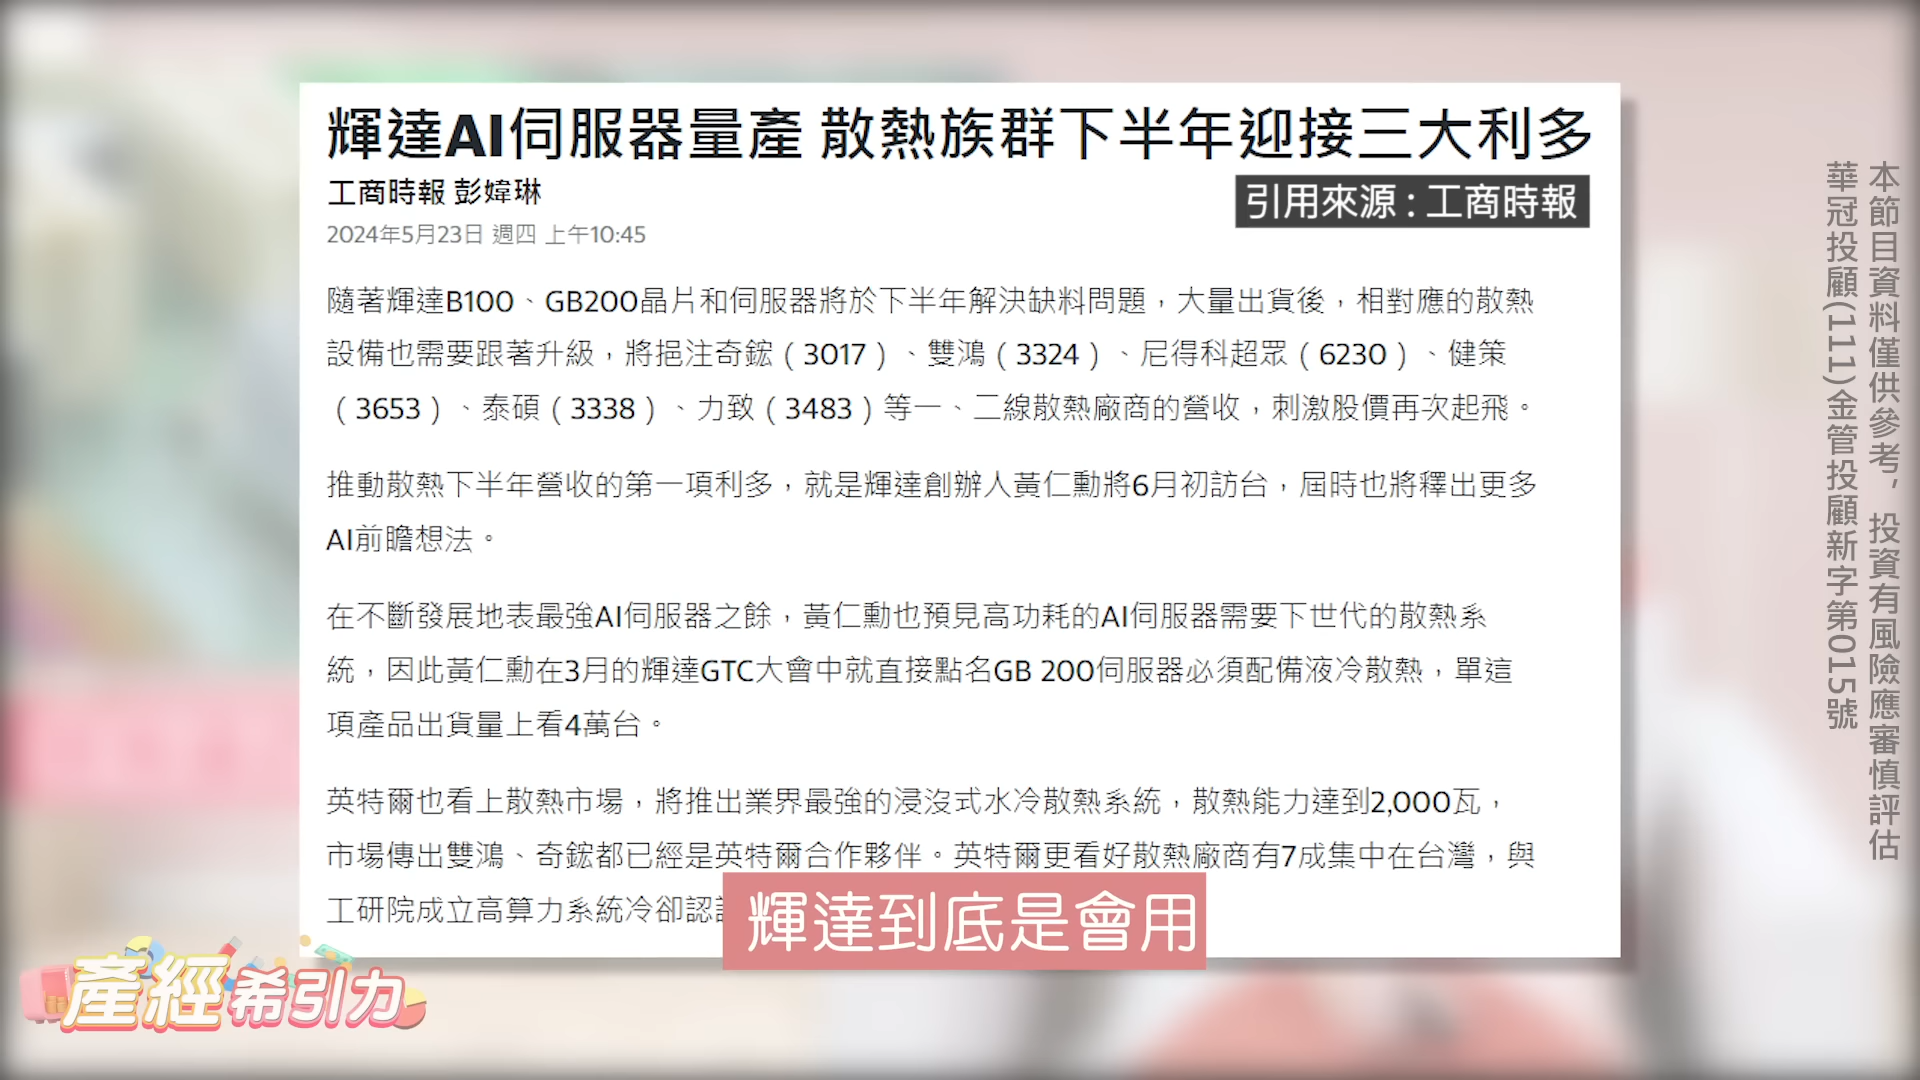 輝達AI伺服器量產 散熱族群下半年迎接三大利多
工商時報 彭媁琳
引用來源：工商時報
2024年5月23日 週四 上午10:45
隨著輝達B100、GB200晶片和伺服器將於下半年解決缺料問題，大量出貨後，相對應的散熱
設備也需要跟著升級，將挹注奇鋐（3017）、雙鴻（3324）、尼得科超眾（6230）、健策
（3653）、泰碩（3338）、力致（3483）等一、二線散熱廠商的營收，刺激股價再次起飛。
推動散熱下半年營收的第一項利多，就是輝達創辦人黃仁勳將6月初訪台，屆時也將釋出更多
AI前瞻想法。
在不斷發展地表最強AI伺服器之餘，黃仁勳也預見高功耗的AI伺服器需要下世代的散熱系
統，因此黃仁勳在3月的輝達GTC大會中就直接點名GB 200伺服器必須配備液冷散熱，單這
項產品出貨量上看4萬台。
英特爾也看上散熱市場，將推出業界最強的浸沒式水冷散熱系統，散熱能力達到2,000瓦，
市場傳出雙鴻、奇鋐都已經是英特爾合作夥伴。英特爾更看好散熱廠商有7成集中在台灣，與
工研院成立高算力系統冷卻認
輝達到底是會用
產經希引力
本節目資料僅供參考，投資有風險應審慎評估
華冠投顧(111)金管投顧新字第015號